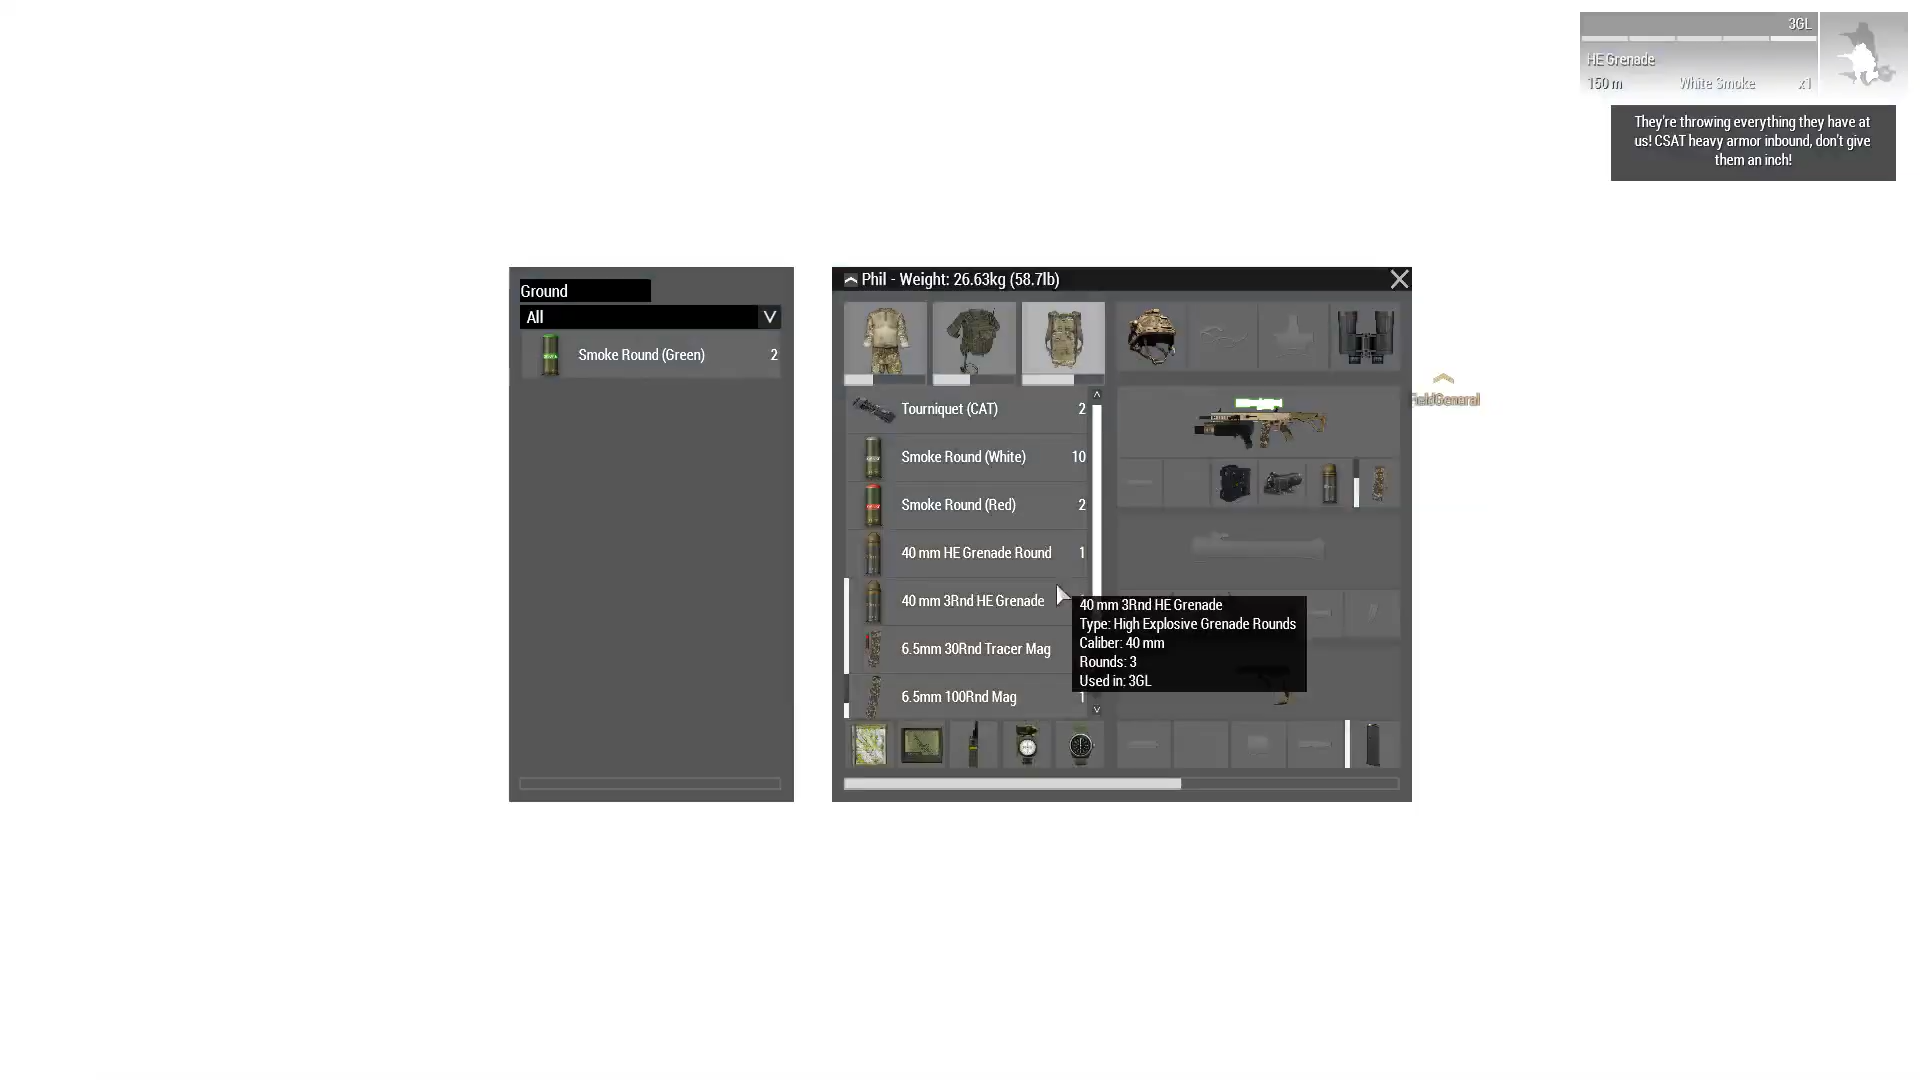 3GL
HE Grenade
150 m White Smoke x1
They're throwing everything they have at
us! CSAT heavy armor inbound, don't give
them an inch!
Ground
All
Smoke Round (Green) 2
Phil - Weight: 26.63kg (58.7lb)
Tourniquet (CAT) 2
Smoke Round (White) 10
Smoke Round (Red) 2
40 mm HE Grenade Round 1
40 mm 3Rnd HE Grenade
6.5mm 30Rnd Tracer Mag
6.5mm 100Rnd Mag 1
40 mm 3Rnd HE Grenade
Type: High Explosive Grenade Rounds
Caliber: 40 mm
Rounds: 3
Used in: 3GL
FieldGeneral